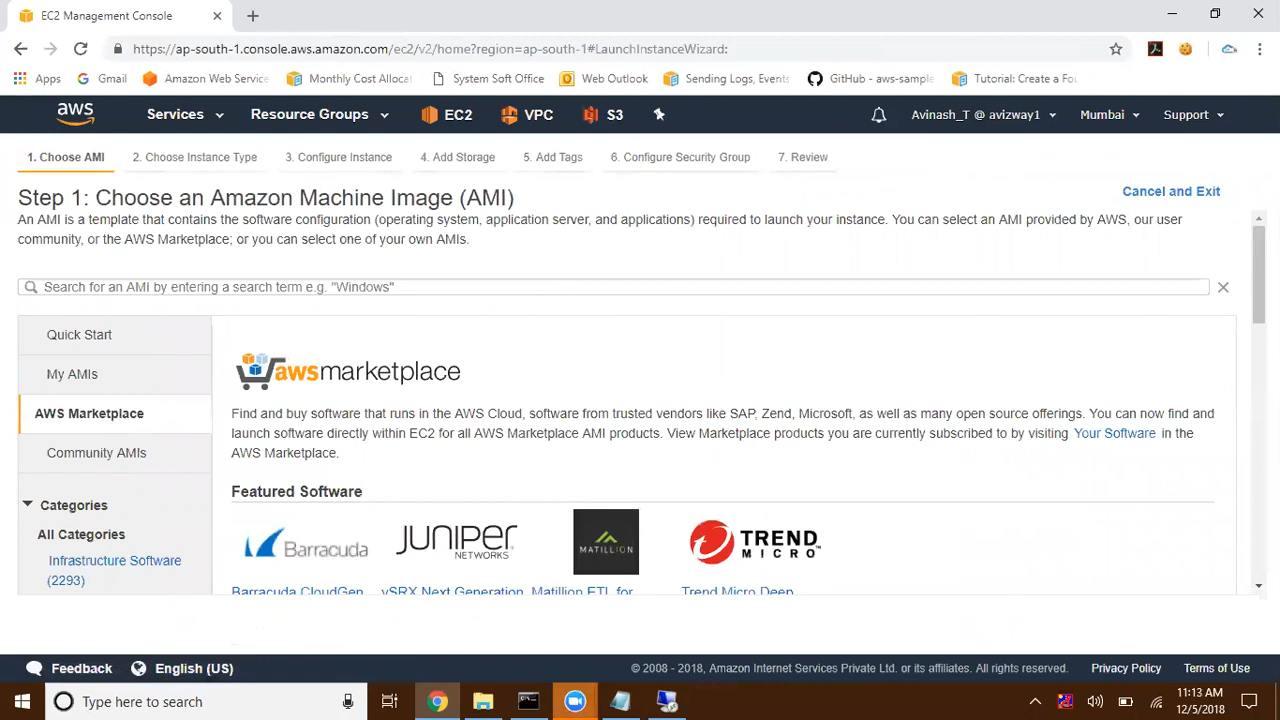 EC2 Management Console
https://ap-south-1.console.aws.amazon.com/ec2/v2/home?region=ap-south-1#LaunchInstanceWizard:
Apps Gmail Amazon Web Service Monthly Cost Allocat System Soft Office Web Outlook Sending Logs, Events GitHub - aws-sample Tutorial: Create a Fou
aws Services Resource Groups EC2 VPC S3 Avinash_T @ avizway1 Mumbai Support
1. Choose AMI 2. Choose Instance Type 3. Configure Instance 4. Add Storage 5. Add Tags 6. Configure Security Group 7. Review
Step 1: Choose an Amazon Machine Image (AMI)
Cancel and Exit
An AMI is a template that contains the software configuration (operating system, application server, and applications) required to launch your instance. You can select an AMI provided by AWS, our user
community, or the AWS Marketplace; or you can select one of your own AMIs.
Search for an AMI by entering a search term e.g. "Windows"
Quick Start
My AMIs
AWS Marketplace
Community AMIs
Categories
All Categories
Infrastructure Software
(2293)
awsmarketplace
Find and buy software that runs in the AWS Cloud, software from trusted vendors like SAP, Zend, Microsoft, as well as many open source offerings. You can now find and
launch software directly within EC2 for all AWS Marketplace AMI products. View Marketplace products you are currently subscribed to by visiting Your Software in the
AWS Marketplace.
Featured Software
Barracuda JUNIPER NETWORKS MATILLION TREND MICRO
Barracuda CloudGen vSRX Next Generation Matillion ETL for Trend Micro Deep
Feedback English (US) © 2008 - 2018, Amazon Internet Services Private Ltd. or its affiliates. All rights reserved. Privacy Policy Terms of Use
Type here to search
11:13 AM
12/5/2018